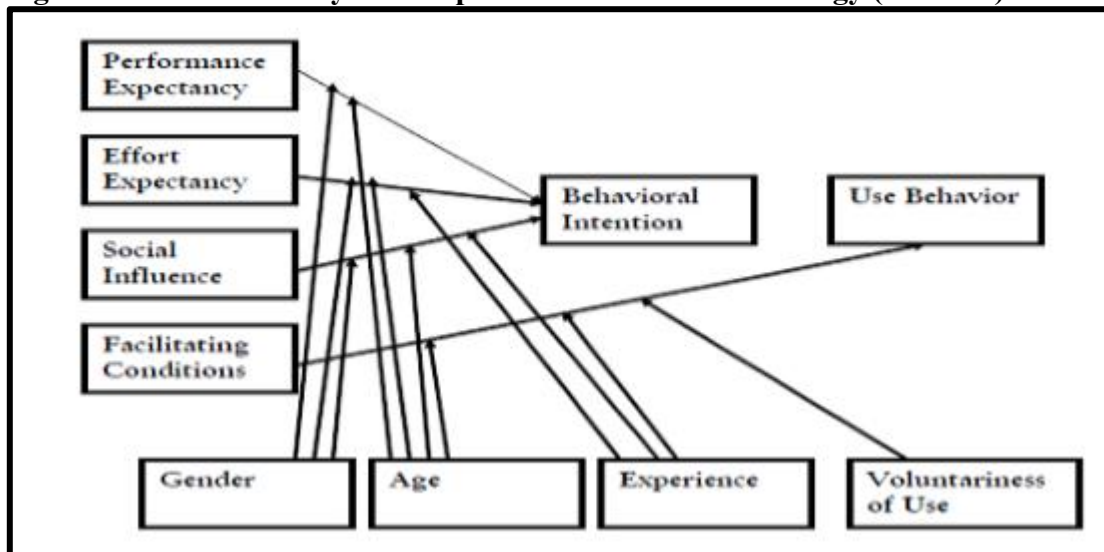 Performance
Expectancy
Effort
Expectancy
Behavioral
Intention
Use Behavior
Social
Influence
Facilitating
Conditions
Gender
Age
Experience
Voluntariness
of Use